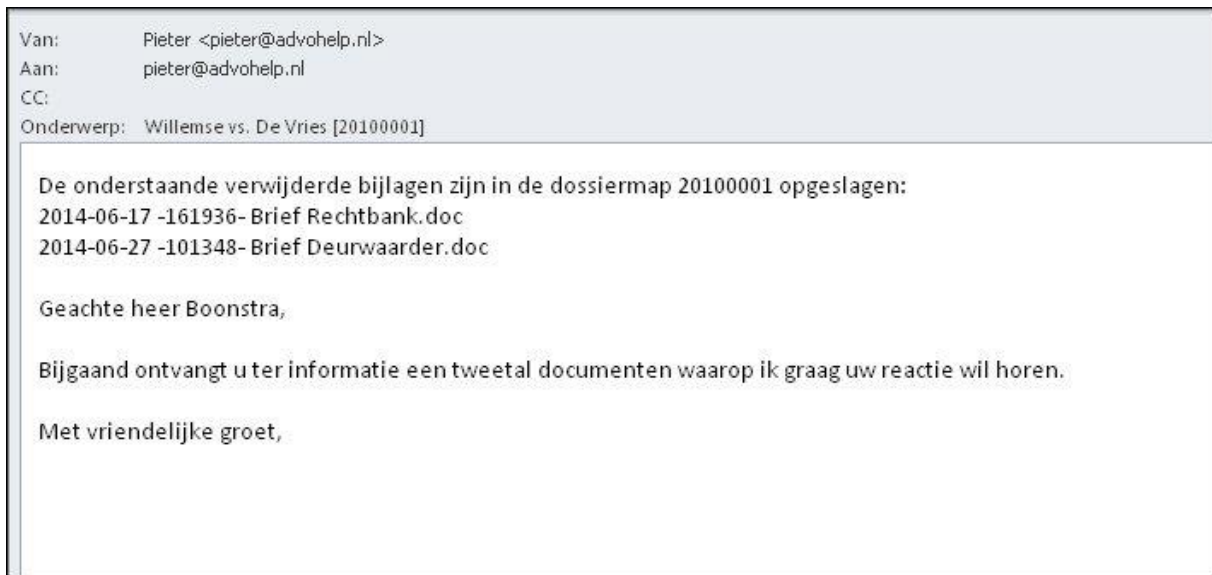 Van: Pieter <pieter@advohelp.nl>
Aan: pieter@advohelp.nl
CC:
Onderwerp: Willemse vs. De Vries [20100001]
De onderstaande verwijderde bijlagen zijn in de dossiermap 20100001 opgeslagen:
2014-06-17 -161936- Brief Rechtbank.doc
2014-06-27 -101348- Brief Deurwaarder.doc
Geachte heer Boonstra,
Bijgaand ontvangt u ter informatie een tweetal documenten waarop ik graag uw reactie wil horen.
Met vriendelijke groet,